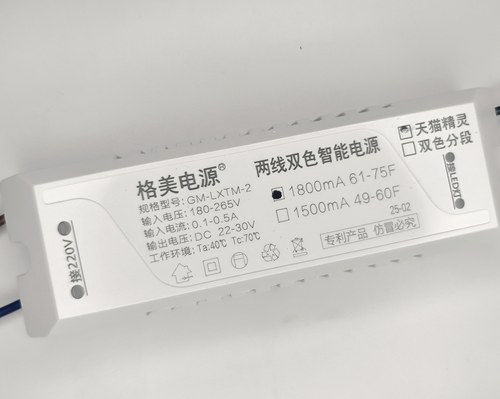 格美电源®
规格型号: GM-LXTM-2
输入电压: 180-265V
输入电流: 0.1-0.5A
输出电压: DC 22-30V
工作环境: Ta:40℃ Tc:70℃
两线双色智能电源
1800mA 61-75F
1500mA 49-60F
25-02
专利产品 仿冒必究
天猫精灵
双色分段
接220V
接LED灯